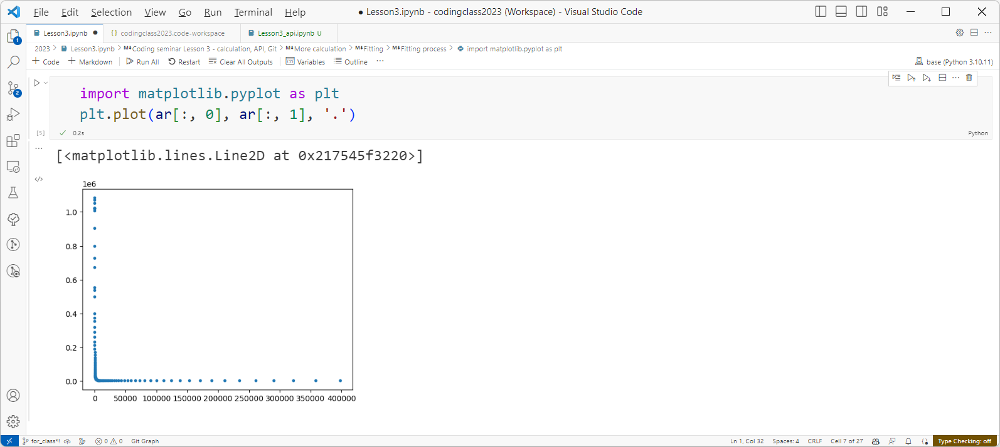 File Edit Selection View Go Run Terminal Help ● Lesson3.ipynb - codingclass2023 (Workspace) - Visual Studio Code
Lesson3.ipynb ● {} codingclass2023.code-workspace Lesson3_api.ipynb U
2023 > Lesson3.ipynb > M↓Coding seminar Lesson 3 - calculation, API, Git > M↓More calculation > M↓Fitting > M↓Fitting process > import matplotlib.pyplot as plt
+ Code + Markdown Run All Restart Clear All Outputs Variables Outline ··· base (Python 3.10.11)
import matplotlib.pyplot as plt
plt.plot(ar[:, 0], ar[:, 1], '.')
[5] ✓ 0.2s Python
[<matplotlib.lines.Line2D at 0x217545f3220>]
1e6
1.0
0.8
0.6
0.4
0.2
0.0
0 50000 100000 150000 200000 250000 300000 350000 400000
1
2
for_class*! 0 0 Git Graph Ln 1, Col 32 Spaces: 4 CRLF Cell 7 of 27 Type Checking: off